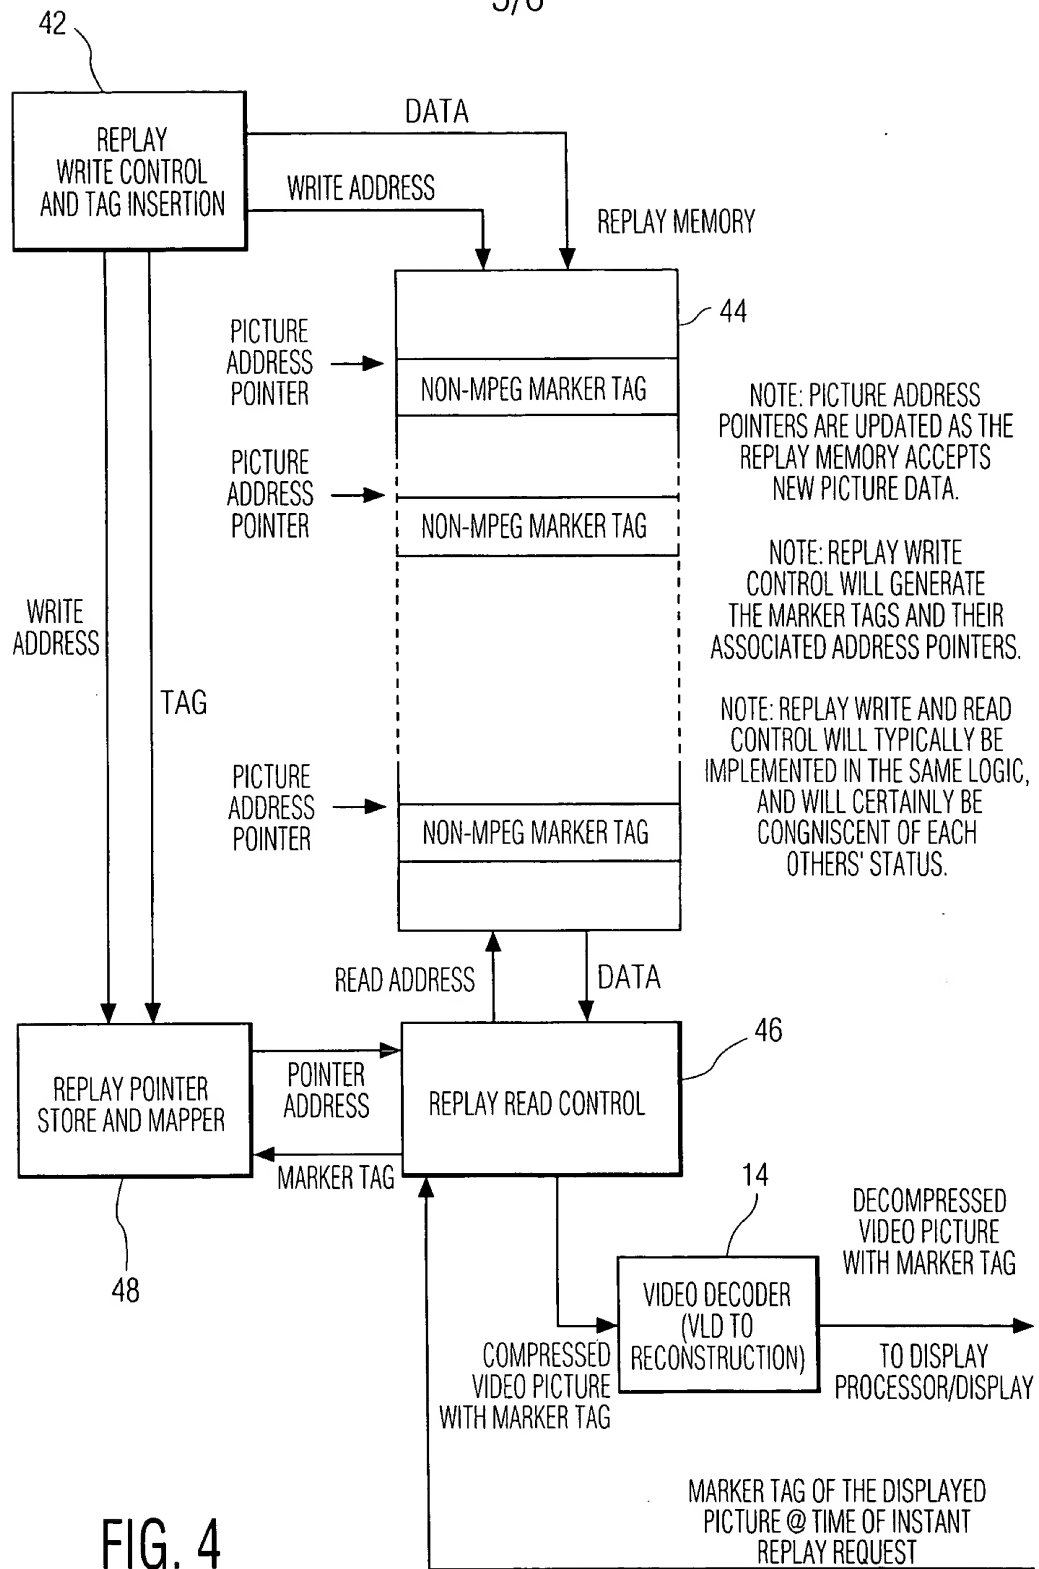 3/6
42
REPLAY
WRITE CONTROL
AND TAG INSERTION
DATA
WRITE ADDRESS
REPLAY MEMORY
44
PICTURE
ADDRESS
POINTER
NON-MPEG MARKER TAG
PICTURE
ADDRESS
POINTER
NON-MPEG MARKER TAG
NOTE: PICTURE ADDRESS
POINTERS ARE UPDATED AS THE
REPLAY MEMORY ACCEPTS
NEW PICTURE DATA.
NOTE: REPLAY WRITE
CONTROL WILL GENERATE
THE MARKER TAGS AND THEIR
ASSOCIATED ADDRESS POINTERS.
NOTE: REPLAY WRITE AND READ
CONTROL WILL TYPICALLY BE
IMPLEMENTED IN THE SAME LOGIC,
AND WILL CERTAINLY BE
CONGNISCENT OF EACH
OTHERS' STATUS.
WRITE
ADDRESS
TAG
PICTURE
ADDRESS
POINTER
NON-MPEG MARKER TAG
READ ADDRESS
DATA
REPLAY POINTER
STORE AND MAPPER
48
POINTER
ADDRESS
MARKER TAG
REPLAY READ CONTROL
46
14
VIDEO DECODER
(VLD TO
RECONSTRUCTION)
COMPRESSED
VIDEO PICTURE
WITH MARKER TAG
DECOMPRESSED
VIDEO PICTURE
WITH MARKER TAG
TO DISPLAY
PROCESSOR/DISPLAY
MARKER TAG OF THE DISPLAYED
PICTURE @ TIME OF INSTANT
REPLAY REQUEST
FIG. 4